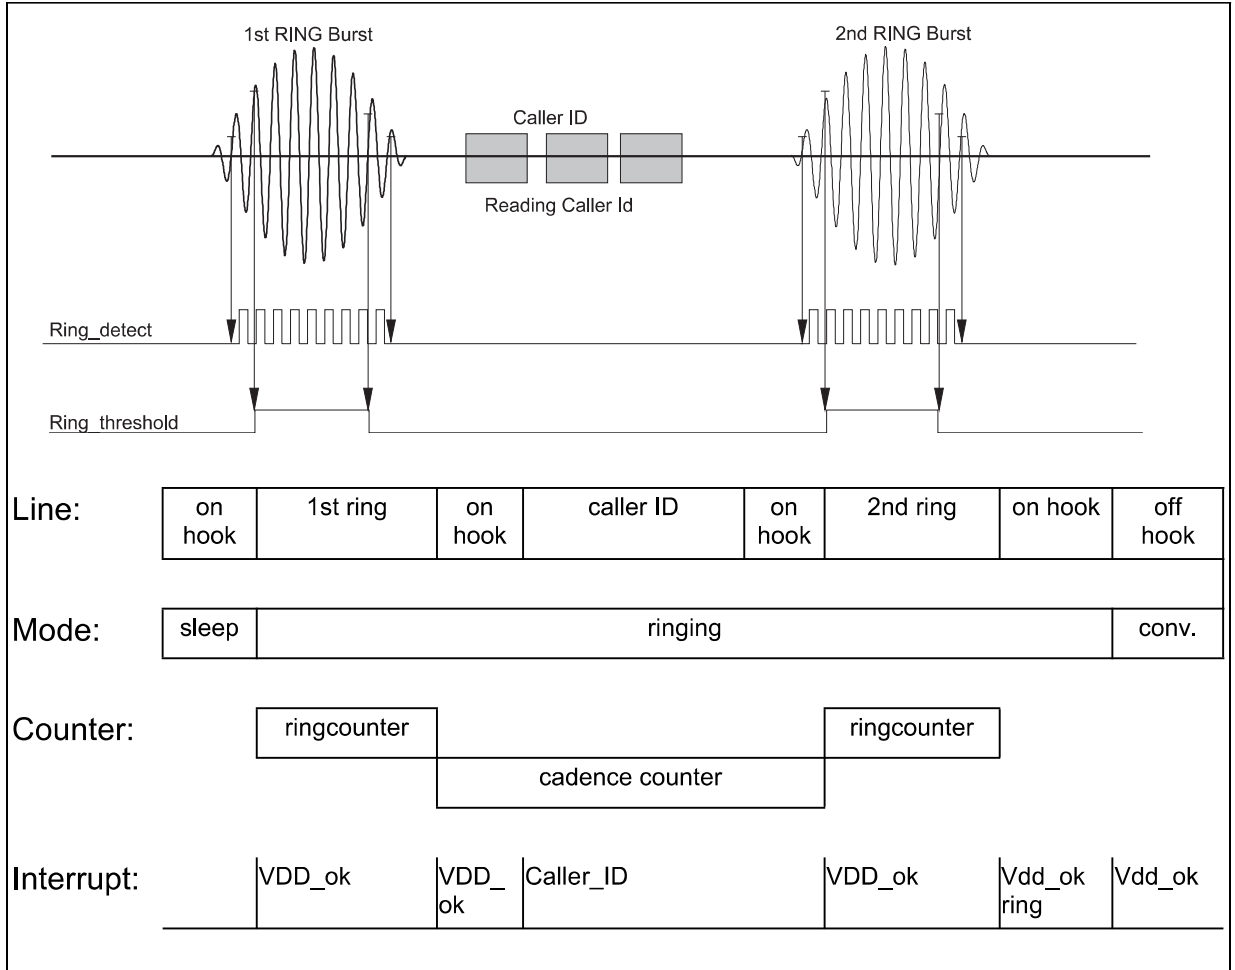 1st RING Burst
2nd RING Burst
Caller ID
Reading Caller Id
Ring_detect
Ring_threshold
Line:
on
hook
1st ring
on
hook
caller ID
on
hook
2nd ring
on hook
off
hook
Mode:
sleep
ringing
conv.
Counter:
ringcounter
ringcounter
cadence counter
Interrupt:
VDD_ok
VDD_
ok
Caller_ID
VDD_ok
Vdd_ok
ring
Vdd_ok